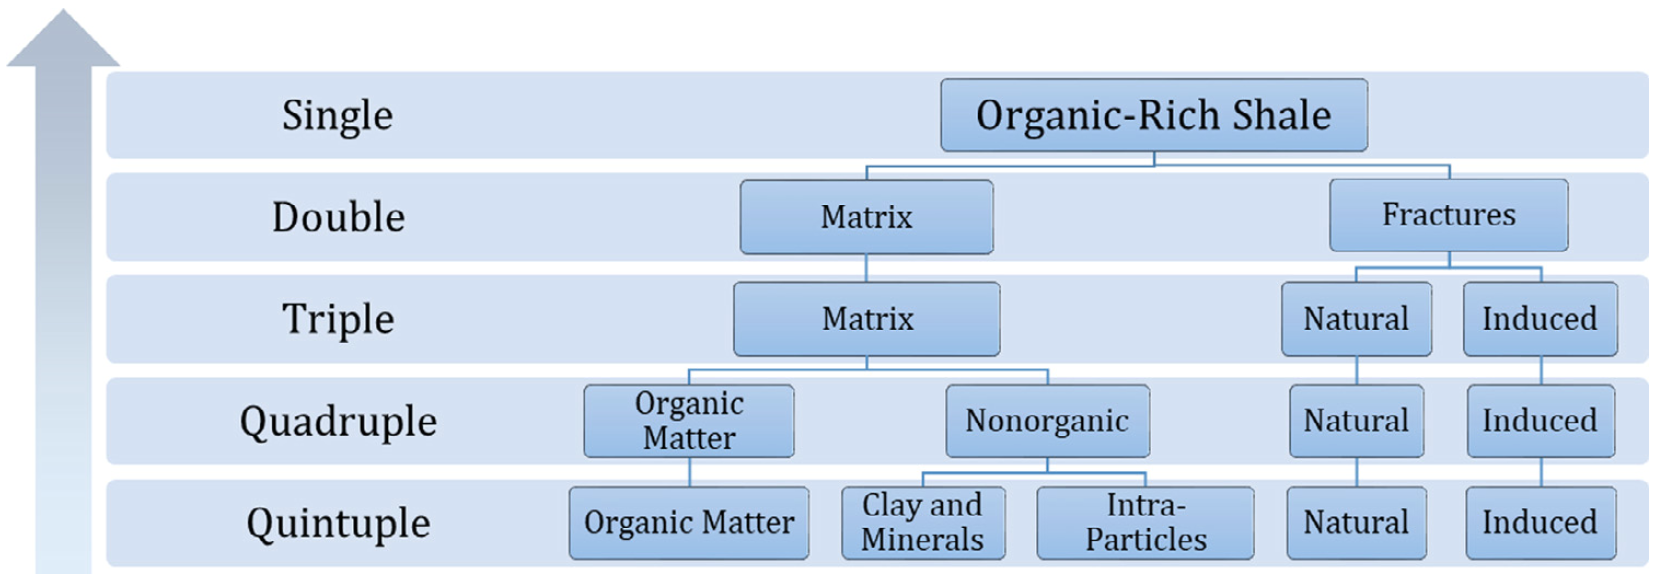 Single
Organic-Rich Shale
Double
Matrix
Fractures
Triple
Matrix
Natural
Induced
Quadruple
Organic
Matter
Nonorganic
Natural
Induced
Quintuple
Organic Matter
Clay and
Minerals
Intra-
Particles
Natural
Induced